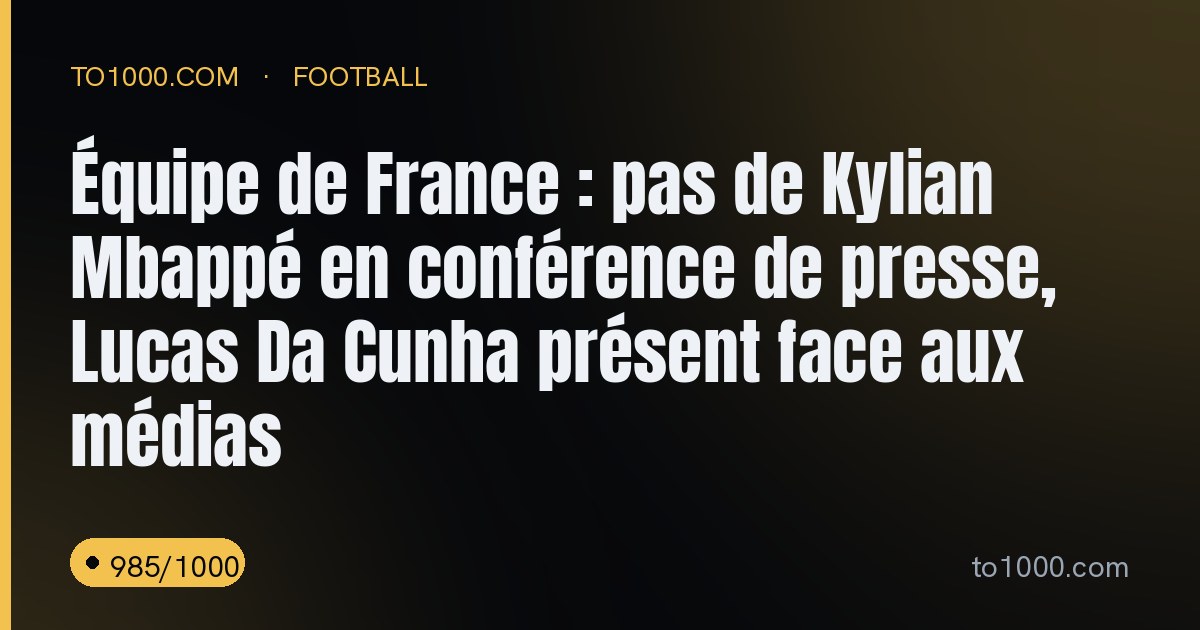 TO1000.COM · FOOTBALL
Équipe de France : pas de Kylian
Mbappé en conférence de presse,
Lucas Da Cunha présent face aux
médias
985/1000
to1000.com